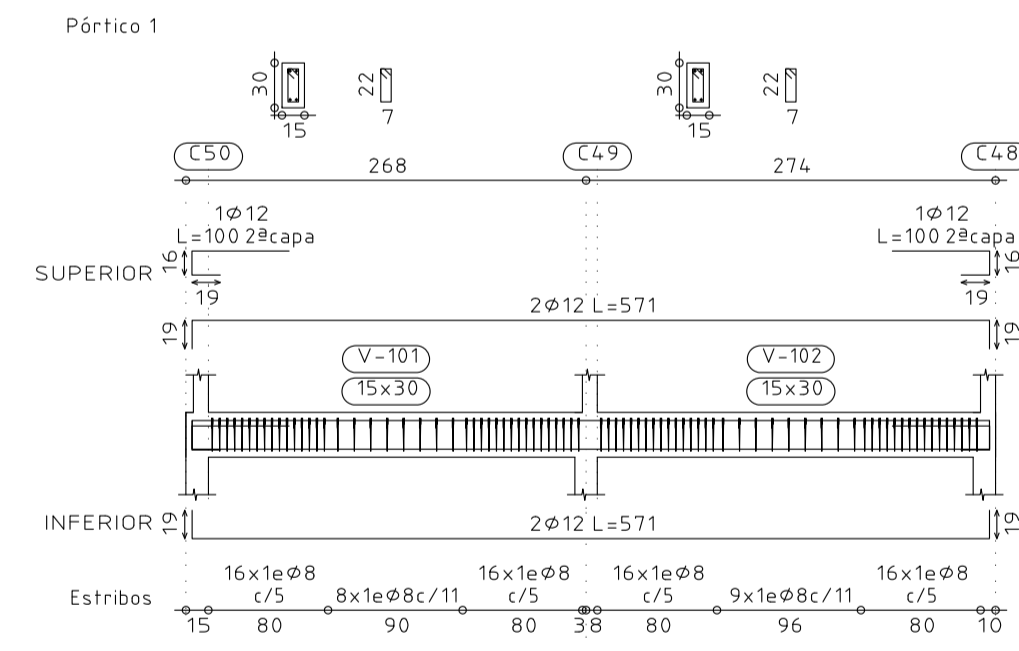 Pórtico 1
30
15
22
7
30
15
22
7
C50
268
C49
274
C48
1Ø12
L=100 2ªcapa
1Ø12
L=100 2ªcapa
SUPERIOR
16
19
19
16
19
2Ø12 L=571
19
V-101
15x30
V-102
15x30
INFERIOR
19
2Ø12 L=571
19
Estribos
16x1eØ8
c/5
8x1eØ8c/11
16x1eØ8
c/5
16x1eØ8
c/5
9x1eØ8c/11
16x1eØ8
c/5
15
80
90
80
3
8
80
96
80
10